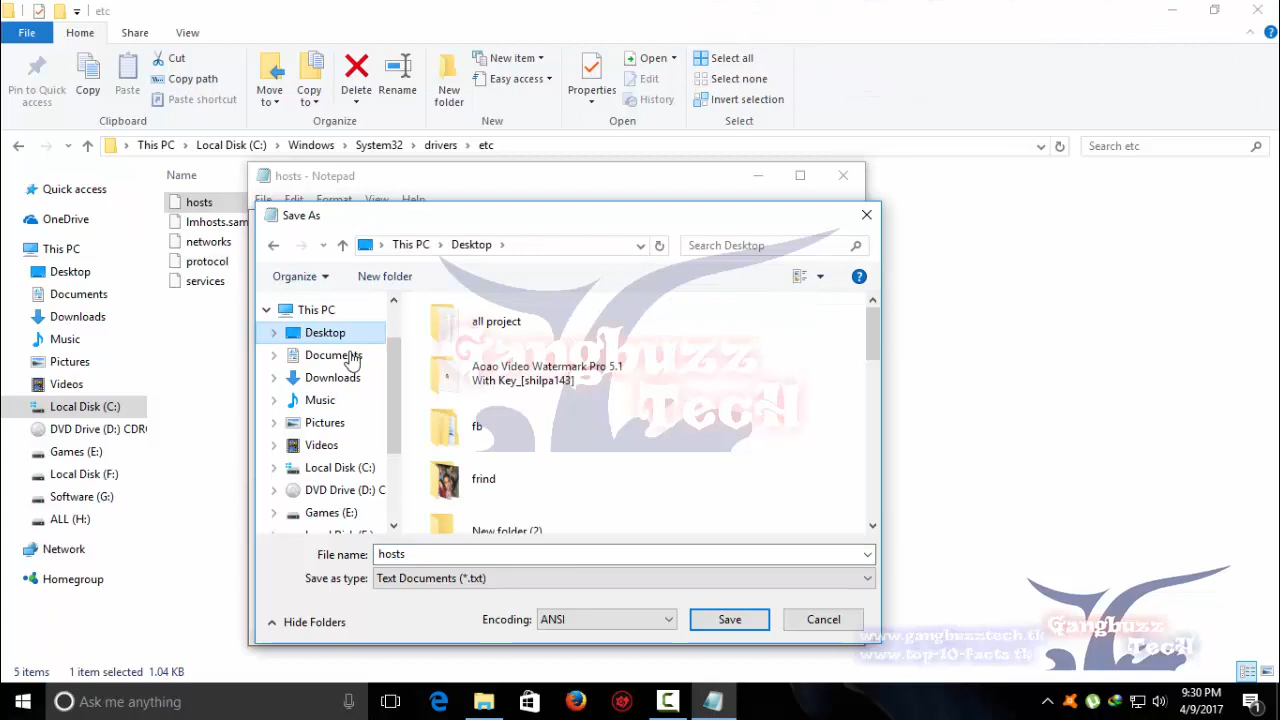 etc
File Home Share View
Pin to Quick access
Copy
Paste
Cut
Copy path
Paste shortcut
Move to
Copy to
Delete
Rename
New folder
New item
Easy access
Properties
Open
Edit
History
Select all
Select none
Invert selection
Clipboard Organize New Open Select
This PC Local Disk (C:) Windows System32 drivers etc
Search etc
Name
Quick access
OneDrive
This PC
Desktop
Documents
Downloads
Music
Pictures
Videos
Local Disk (C:)
DVD Drive (D:) CDR
Games (E:)
Local Disk (F:)
Software (G:)
ALL (H:)
Network
Homegroup
hosts
lmhosts.sam
networks
protocol
services
hosts - Notepad
File Edit Format View Help
Save As
This PC Desktop
Search Desktop
Organize New folder
This PC
Desktop
Documents
Downloads
Music
Pictures
Videos
Local Disk (C:)
DVD Drive (D:) C
Games (E:)
all project
Aoao Video Watermark Pro 5.1
With Key_[shilpa143]
fb
frind
New folder (2)
Gangbuzz
TecH
File name: hosts
Save as type: Text Documents (*.txt)
Hide Folders
Encoding: ANSI
Save Cancel
Gangbuzz
TecH
www.gangbuzztech.tk
www.top-10-facts.tk
5 items 1 item selected 1.04 KB
Ask me anything
9:30 PM
4/9/2017
1